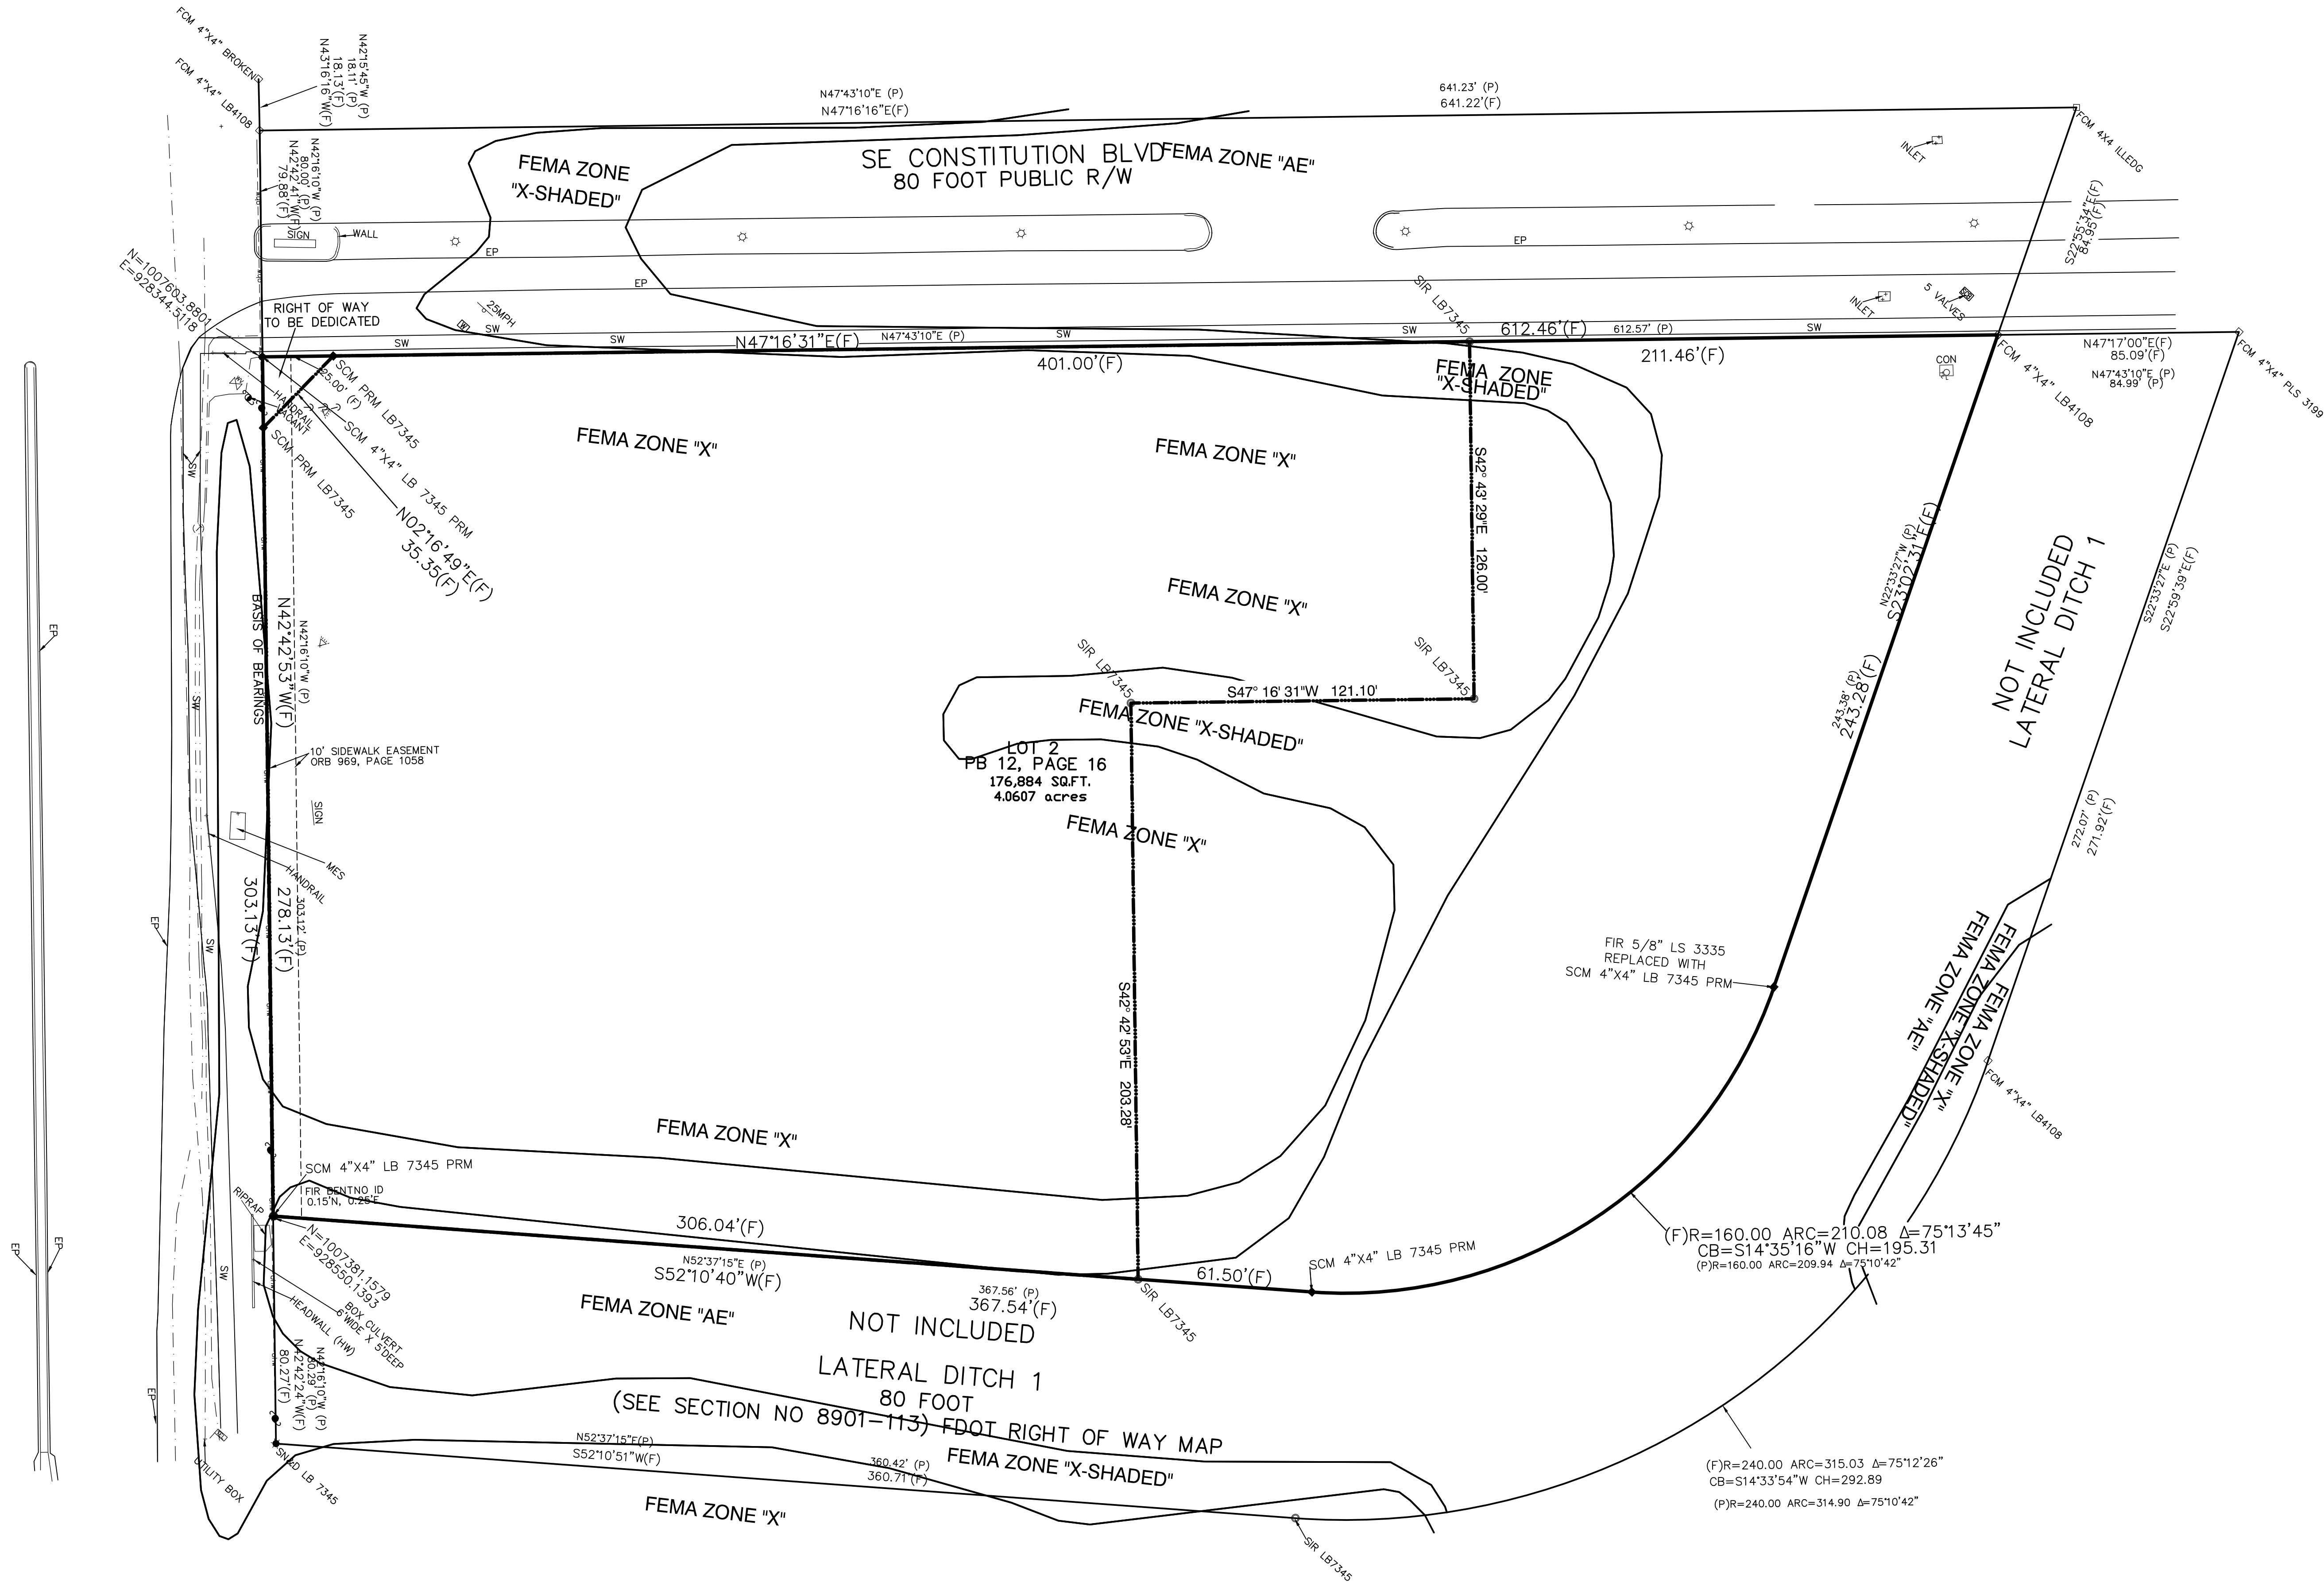 FCM 4"X4" BROKEN
FCM 4"X4" LB4108
N42°15'45"W (P)
18.11' (P)
18.13'(F)
N43°16'16"W(F)
N47°43'10"E (P)
N47°16'16"E(F)
641.23' (P)
641.22'(F)
FCM 4X4 ILLEDG
INLET
N42°16'10"W (P)
80.00' (P)
N42°42'41"W(F)
79.88'(F)
FEMA ZONE
"X-SHADED"
SE CONSTITUTION BLVD
80 FOOT PUBLIC R/W
FEMA ZONE "AE"
S22°55'34"E(F)
84.95'(F)
SIGN
WALL
EP
EP
EP
N=1007603.8801
E=928344.5118
RIGHT OF WAY
TO BE DEDICATED
25MPH
SW
SW
SW
SW
SW
SW
SIR LB7345
INLET
5 VALVES
N47°16'31"E(F)
N47°43'10"E (P)
612.46'(F)
612.57' (P)
401.00'(F)
211.46'(F)
FEMA ZONE
"X-SHADED"
CON
FCM 4"X4" LB4108
N47°17'00"E(F)
85.09'(F)
N47°43'10"E (P)
84.99' (P)
FCM 4"X4" PLS 3199
SCM PRM LB7345
25.00' (F)
HANDRAIL
SCM 4"X4" LB 7345 PRM
SCM PRM LB7345
N02°16'49"E(F)
35.35(F)
SW
FEMA ZONE "X"
FEMA ZONE "X"
S42° 43' 29"E 126.00'
FEMA ZONE "X"
N22°33'27"W (P)
S23°02'31"E(F)
243.38' (P)
243.28'(F)
NOT INCLUDED
LATERAL DITCH 1
S22°33'27"E (P)
S22°59'39"E(F)
272.07' (P)
271.92'(F)
EP
BASIS OF BEARINGS
N42°42'53"W(F)
N42°16'10"W (P)
SW
10' SIDEWALK EASEMENT
ORB 969, PAGE 1058
SIGN
MES
HANDRAIL
303.13'(F)
278.13'(F)
303.12' (P)
EP
SW
SIR LB7345
SIR LB7345
S47° 16' 31"W 121.10'
FEMA ZONE "X-SHADED"
LOT 2
PB 12, PAGE 16
176,884 SQ.FT.
4.0607 acres
FEMA ZONE "X"
S42° 42' 53"E 203.28'
FIR 5/8" LS 3335
REPLACED WITH
SCM 4"X4" LB 7345 PRM
FEMA ZONE "AE"
FEMA ZONE "X-SHADED"
FEMA ZONE "X"
FCM 4"X4" LB4108
FEMA ZONE "X"
SCM 4"X4" LB 7345 PRM
FIR BENTNO ID
0.15'N, 0.25'E
RIPRAP
N=1007381.1579
E=928550.1393
BOX CULVERT
6'WIDE X 5'DEEP
HEADWALL (HW)
EP
EP
SW
306.04'(F)
N52°37'15"E (P)
S52°10'40"W(F)
367.56' (P)
367.54'(F)
61.50'(F)
SCM 4"X4" LB 7345 PRM
SIR LB7345
(F)R=160.00 ARC=210.08 Δ=75°13'45"
CB=S14°35'16"W CH=195.31
(P)R=160.00 ARC=209.94 Δ=75°10'42"
FEMA ZONE "AE"
NOT INCLUDED
LATERAL DITCH 1
80 FOOT
(SEE SECTION NO 8901-113) FDOT RIGHT OF WAY MAP
N42°16'10"W (P)
80.29' (P)
N42°42'24"W(F)
80.27'(F)
EP
UTILITY BOX
SN&D LB 7345
N52°37'15"E(P)
S52°10'51"W(F)
360.42' (P)
360.71'(F)
FEMA ZONE "X-SHADED"
FEMA ZONE "X"
SIR LB7345
(F)R=240.00 ARC=315.03 Δ=75°12'26"
CB=S14°33'54"W CH=292.89
(P)R=240.00 ARC=314.90 Δ=75°10'42"